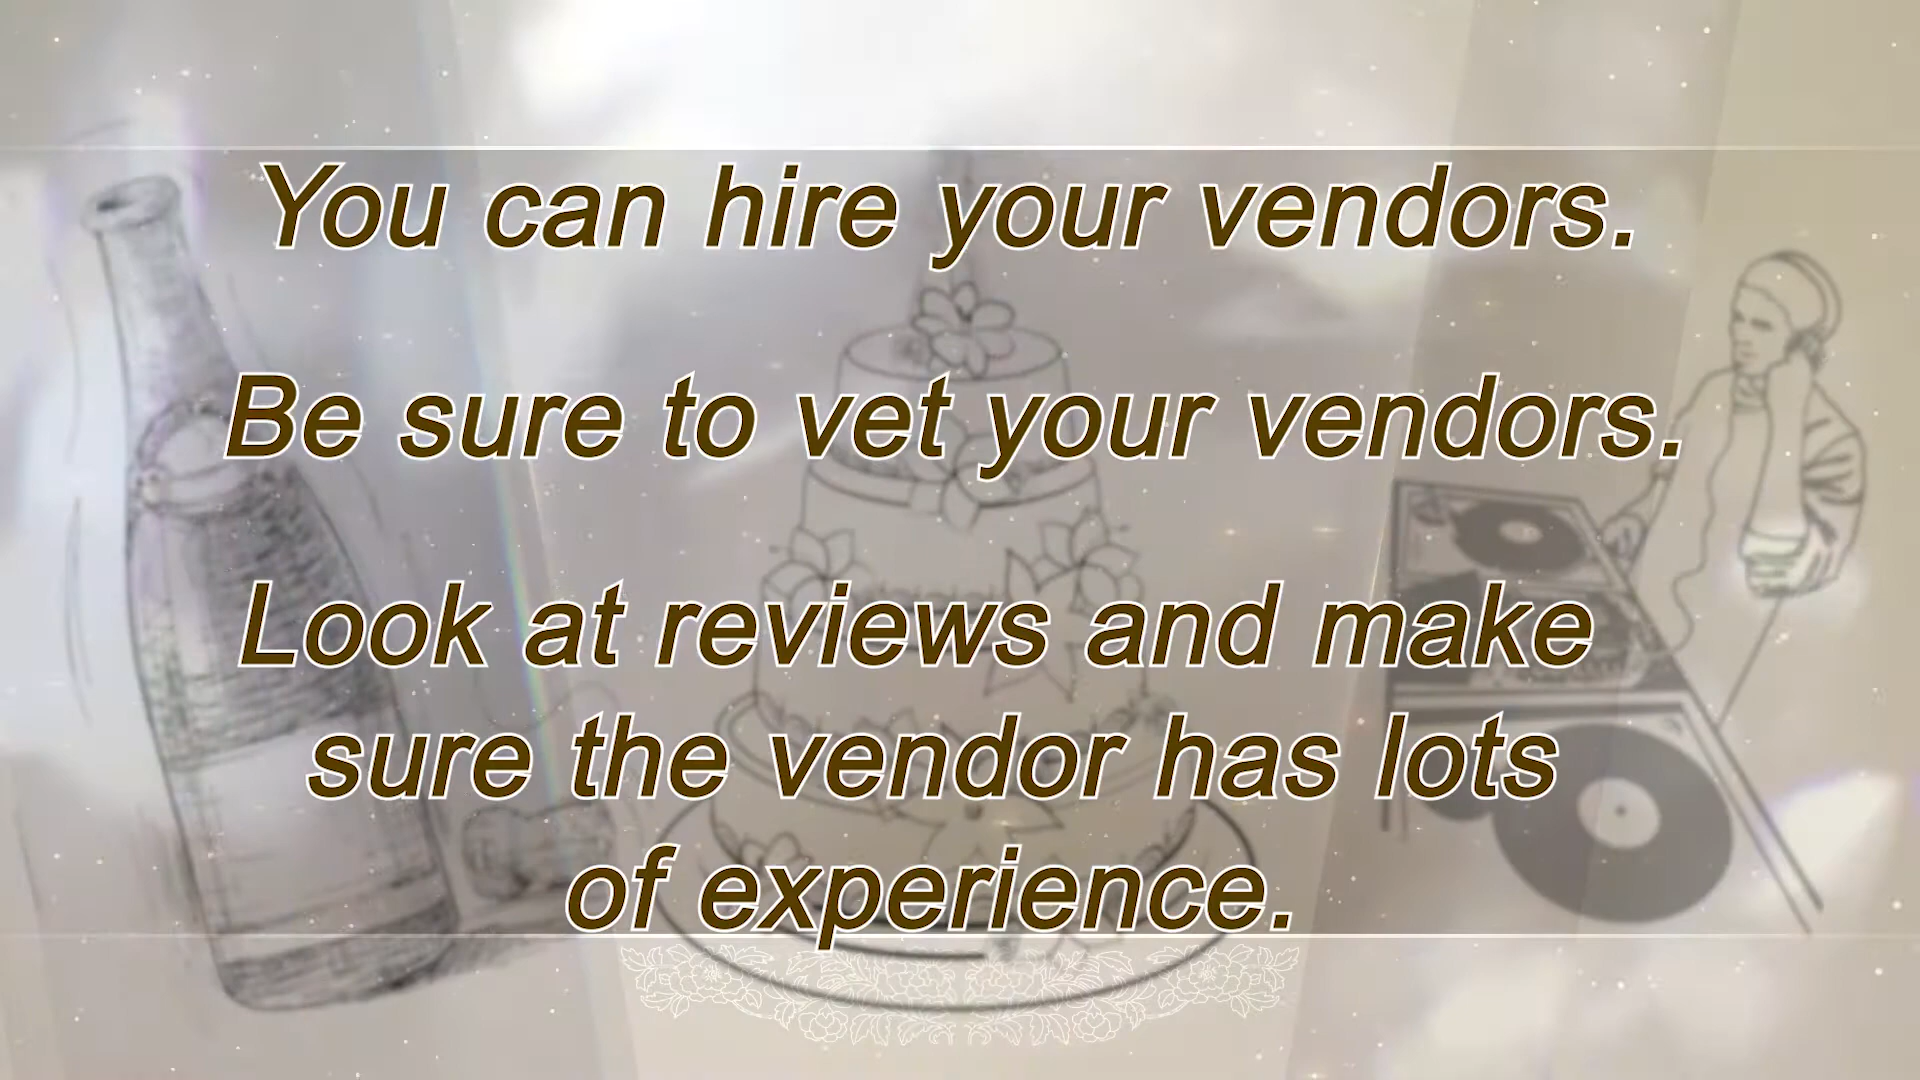 You can hire your vendors.
Be sure to vet your vendors.
Look at reviews and make
sure the vendor has lots
of experience.